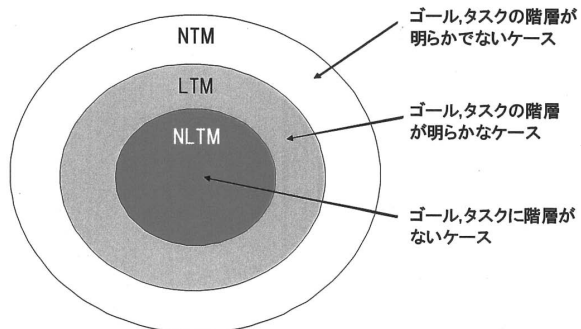 NTM
LTM
NLTM
ゴール,タスクの階層が
明らかでないケース
ゴール,タスクの階層
が明らかなケース
ゴール,タスクに階層が
ないケース